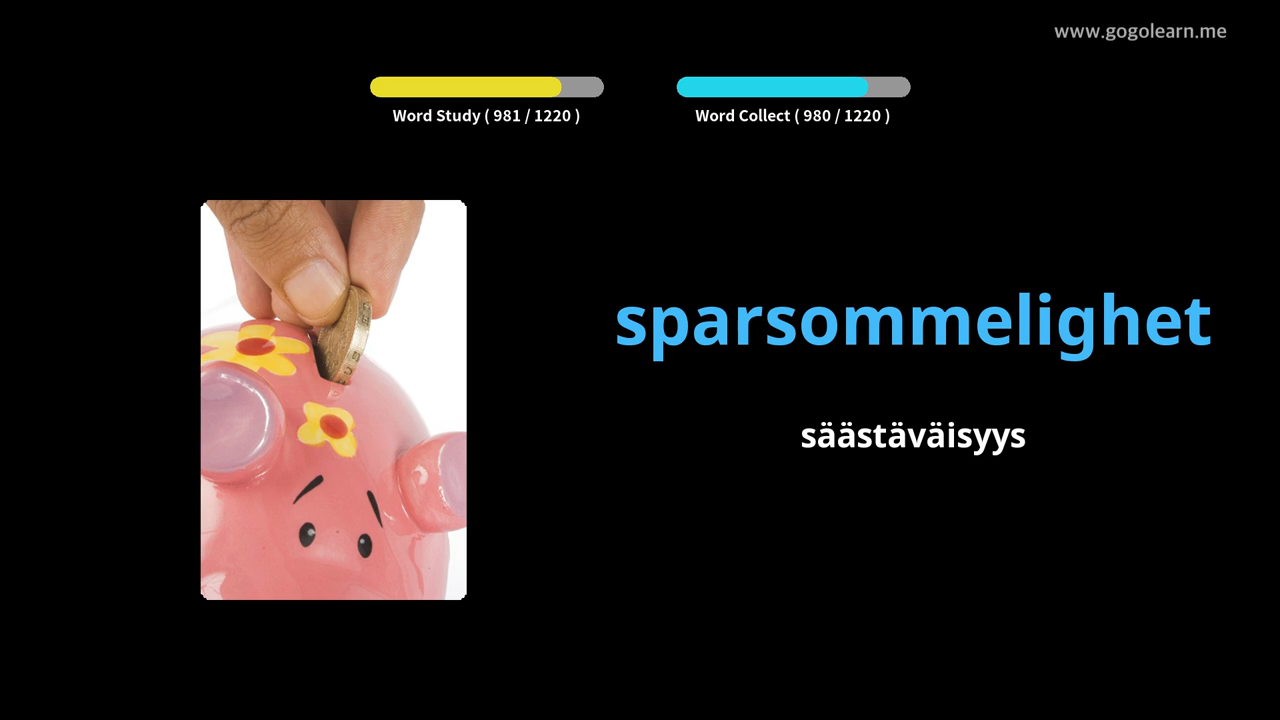 www.gogolearn.me
Word Study ( 981 / 1220 )
Word Collect ( 980 / 1220 )
sparsommelighet
säästäväisyys